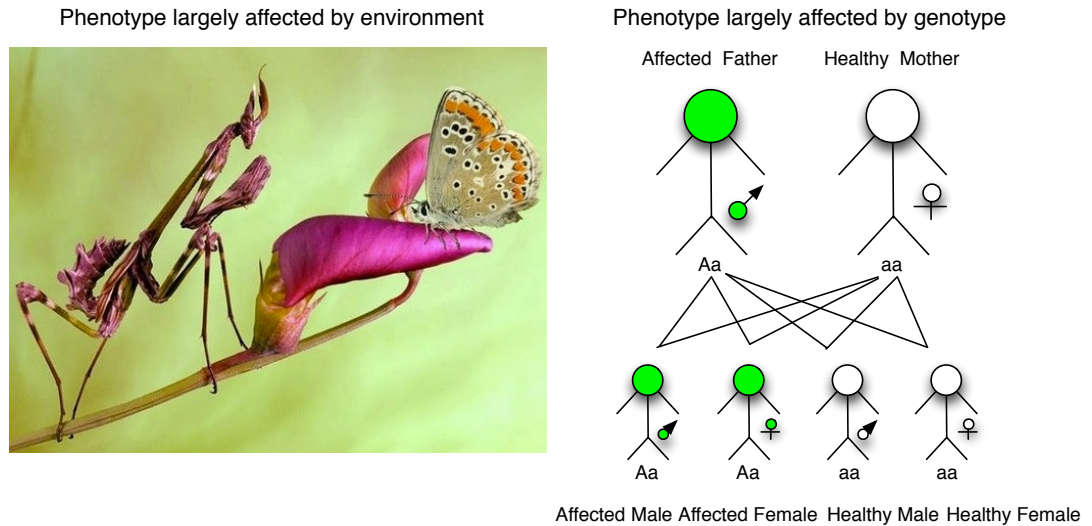 Phenotype largely affected by environment
Phenotype largely affected by genotype
Affected Father
Healthy Mother
Aa
aa
Aa
Aa
aa
aa
Affected Male
Affected Female
Healthy Male
Healthy Female